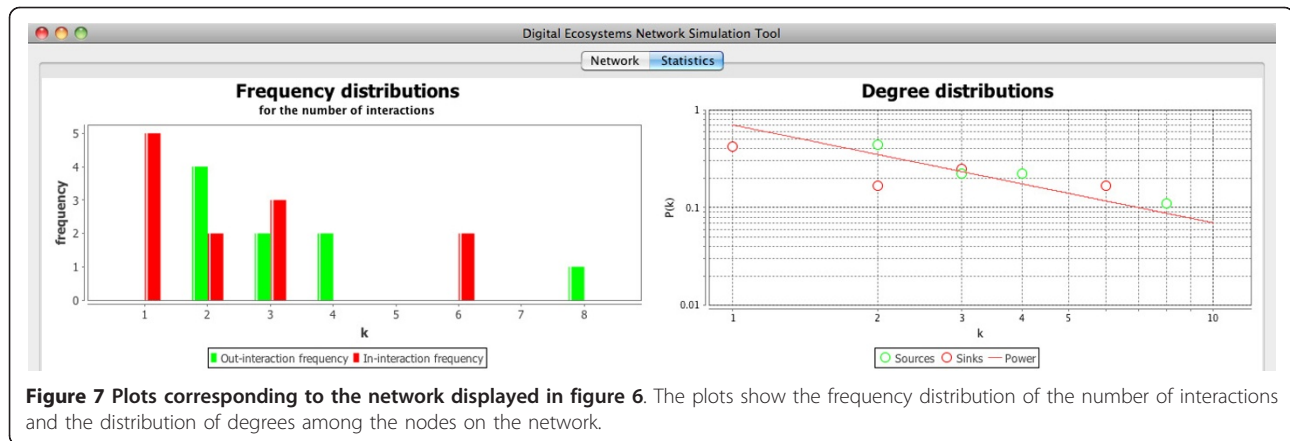 Digital Ecosystems Network Simulation Tool
Network Statistics
Frequency distributions
for the number of interactions
frequency
5
4
3
2
1
0
1 2 3 4 5 6 7 8
k
Out-interaction frequency In-interaction frequency
Degree distributions
P(k)
1
0.1
0.01
1 2 3 4 5 10
k
Sources Sinks Power
Figure 7 Plots corresponding to the network displayed in figure 6. The plots show the frequency distribution of the number of interactions
and the distribution of degrees among the nodes on the network.